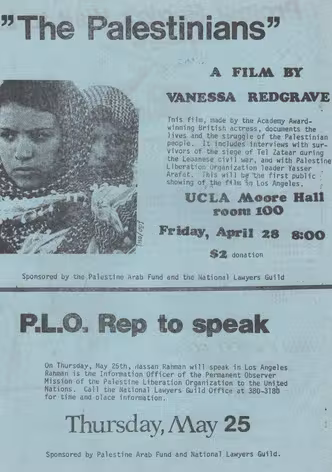 "The Palestinians"
A FILM BY
VANESSA REDGRAVE
This film, made by the Academy Award-
winning British actress, documents the
lives and the struggle of the Palestinian
people. It includes interviews with sur-
vivors of the siege of Tel Zataar during
the Lebanese civil war, and with Palestine
Liberation Organization leader Yasser
Arafat. This will be the first public
showing of the film in Los Angeles.
UCLA Moore Hall
room 100
Friday, April 28 8:00
$2 donation
Sponsored by the Palestine Arab Fund and the National Lawyers Guild
P.L.O. Rep to speak
On Thursday, May 25th, Hassan Rahman will speak in Los Angeles
Rahman is the Information Officer of the Permanent Observer
Mission of the Palestine Liberation Organization to the United
Nations. Call the National Lawyers Guild Office at 380-3180
for time and place information.
Thursday, May 25
Sponsored by Palestine Arab Fund and National Lawyers Guild.